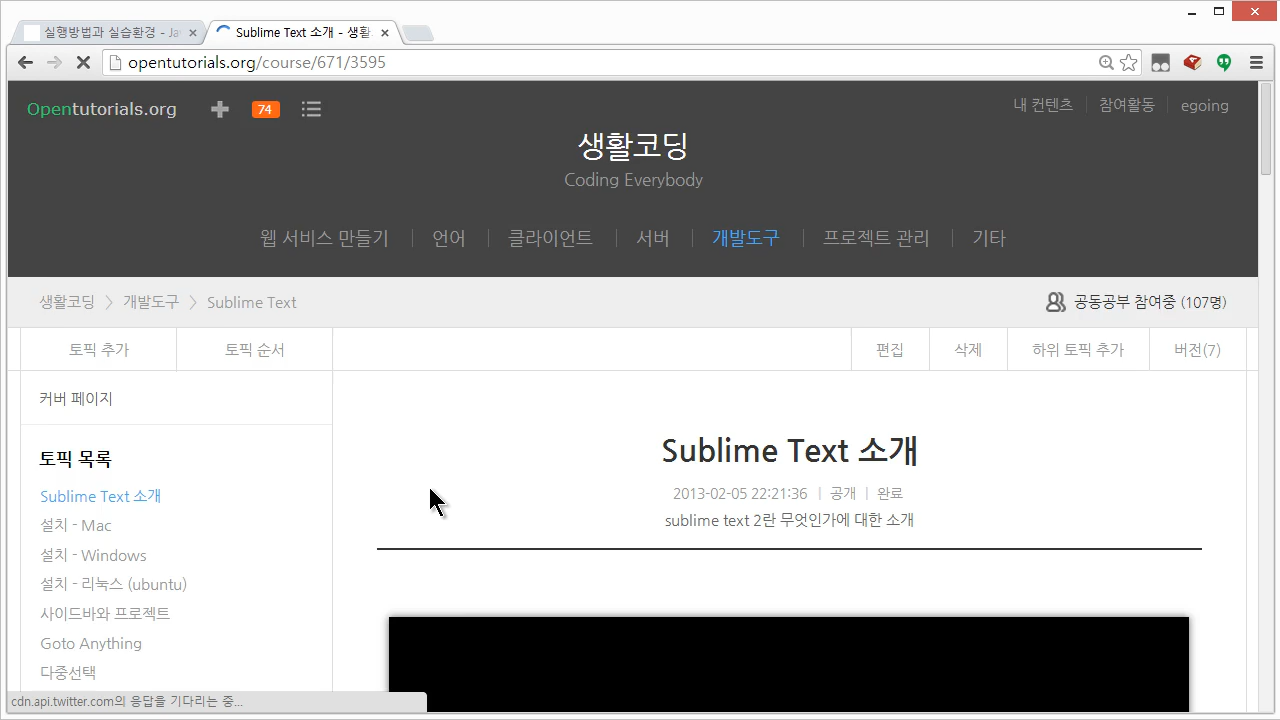 실행방법과 실습환경 - Ja
Sublime Text 소개 - 생활
opentutorials.org/course/671/3595
Opentutorials.org
74
내 컨텐츠
참여활동
egoing
생활코딩
Coding Everybody
웹 서비스 만들기
언어
클라이언트
서버
개발도구
프로젝트 관리
기타
생활코딩 > 개발도구 > Sublime Text
공동공부 참여중 (107명)
토픽 추가
토픽 순서
편집
삭제
하위 토픽 추가
버전(7)
커버 페이지
토픽 목록
Sublime Text 소개
설치 - Mac
설치 - Windows
설치 - 리눅스 (ubuntu)
사이드바와 프로젝트
Goto Anything
다중선택
Sublime Text 소개
2013-02-05 22:21:36 | 공개 | 완료
sublime text 2란 무엇인가에 대한 소개
cdn.api.twitter.com의 응답을 기다리는 중...